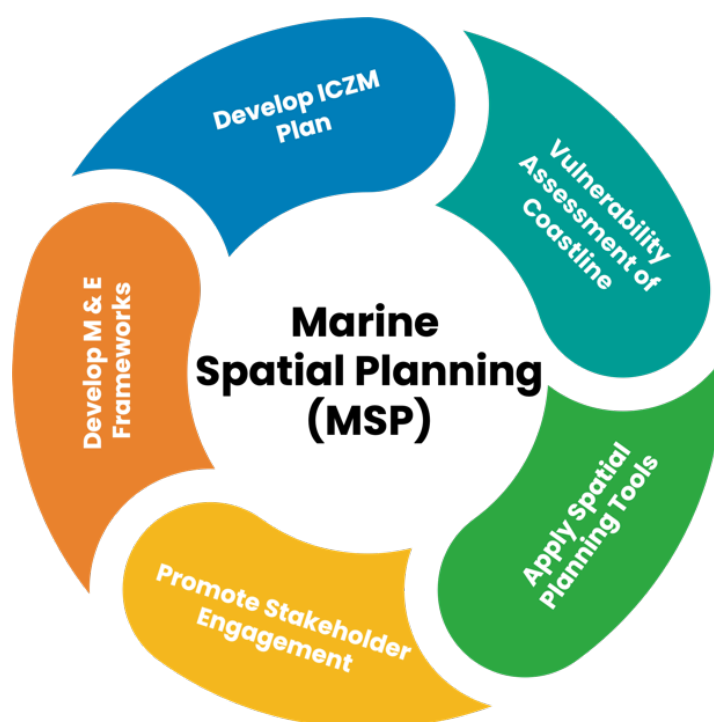 Develop ICZM
Plan
Vulnerability
Assessment of
Coastline
Apply Spatial
Planning Tools
Promote Stakeholder
Engagement
Develop M & E
Frameworks
Marine
Spatial Planning
(MSP)